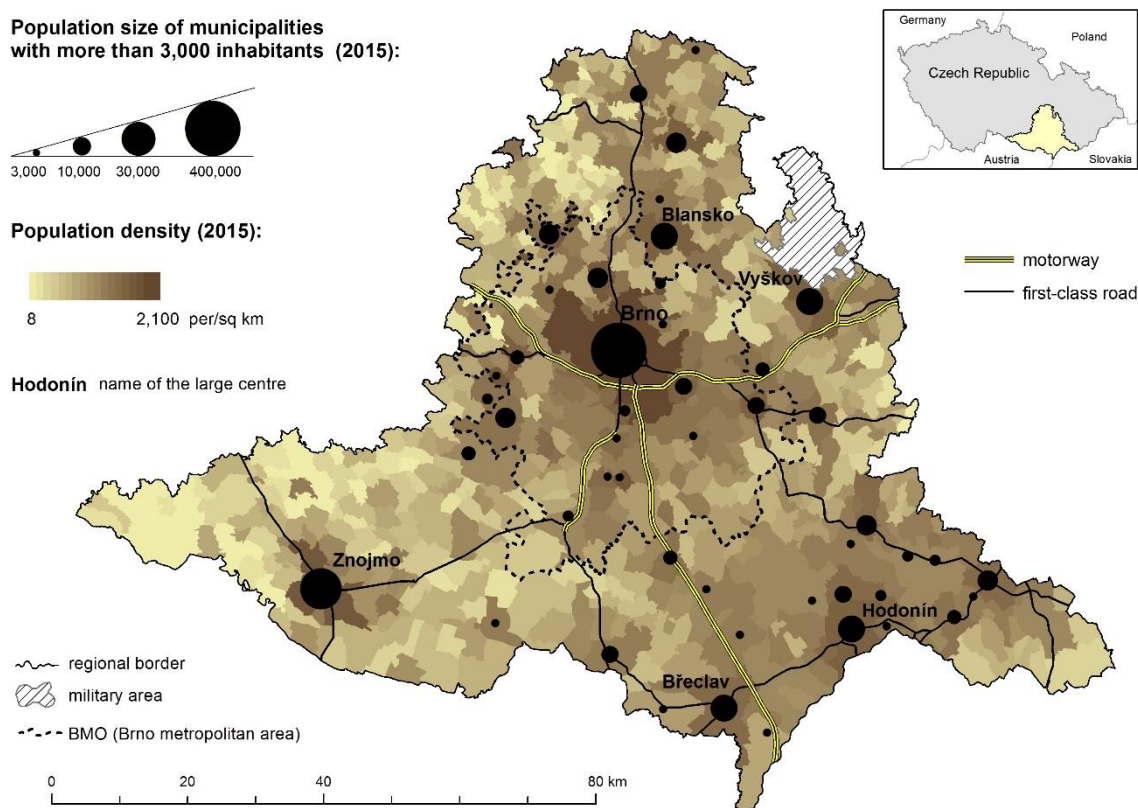 Population size of municipalities
with more than 3,000 inhabitants (2015):
3,000 10,000 30,000 400,000
Population density (2015):
8 2,100 per/sq km
Hodonín name of the large centre
Germany
Poland
Czech Republic
Austria
Slovakia
motorway
first-class road
Blansko
Vyškov
Brno
Znojmo
Hodonín
Břeclav
regional border
military area
BMO (Brno metropolitan area)
0 20 40 80 km